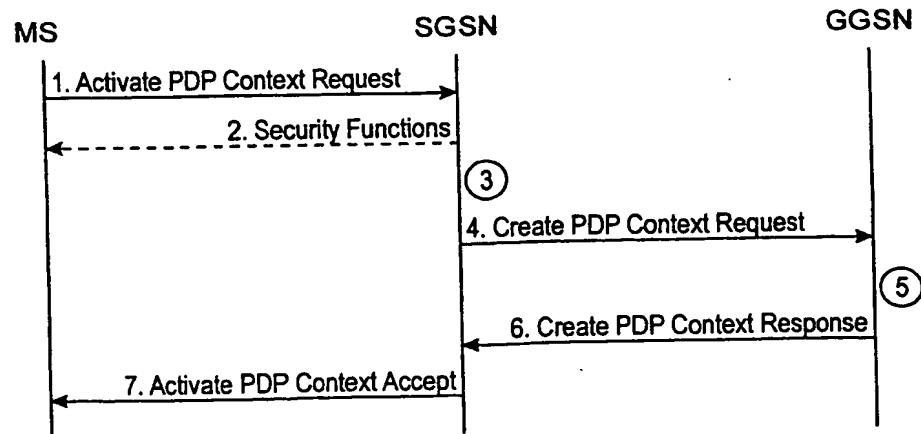 MS
SGSN
GGSN
1. Activate PDP Context Request
2. Security Functions
3
4. Create PDP Context Request
5
6. Create PDP Context Response
7. Activate PDP Context Accept